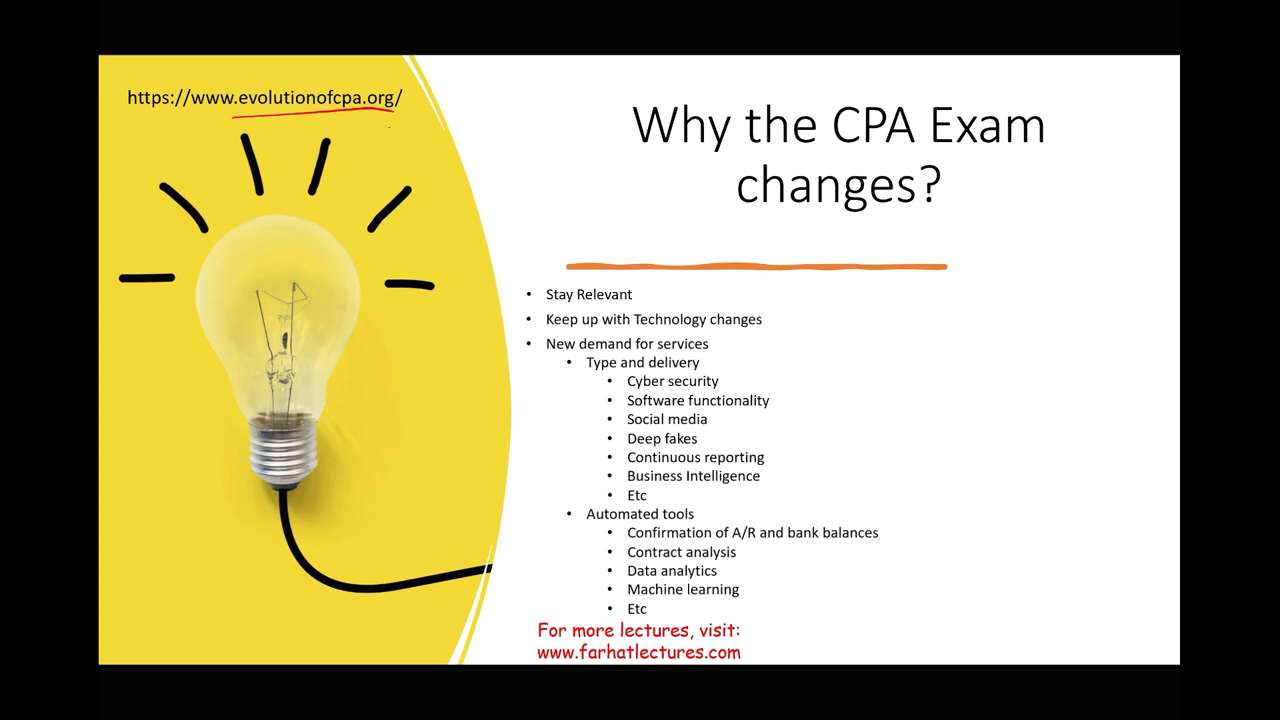 https://www.evolutionofcpa.org/
Why the CPA Exam
changes?
• Stay Relevant
• Keep up with Technology changes
• New demand for services
• Type and delivery
• Cyber security
• Software functionality
• Social media
• Deep fakes
• Continuous reporting
• Business Intelligence
• Etc
• Automated tools
• Confirmation of A/R and bank balances
• Contract analysis
• Data analytics
• Machine learning
• Etc
For more lectures, visit:
www.farhatlectures.com